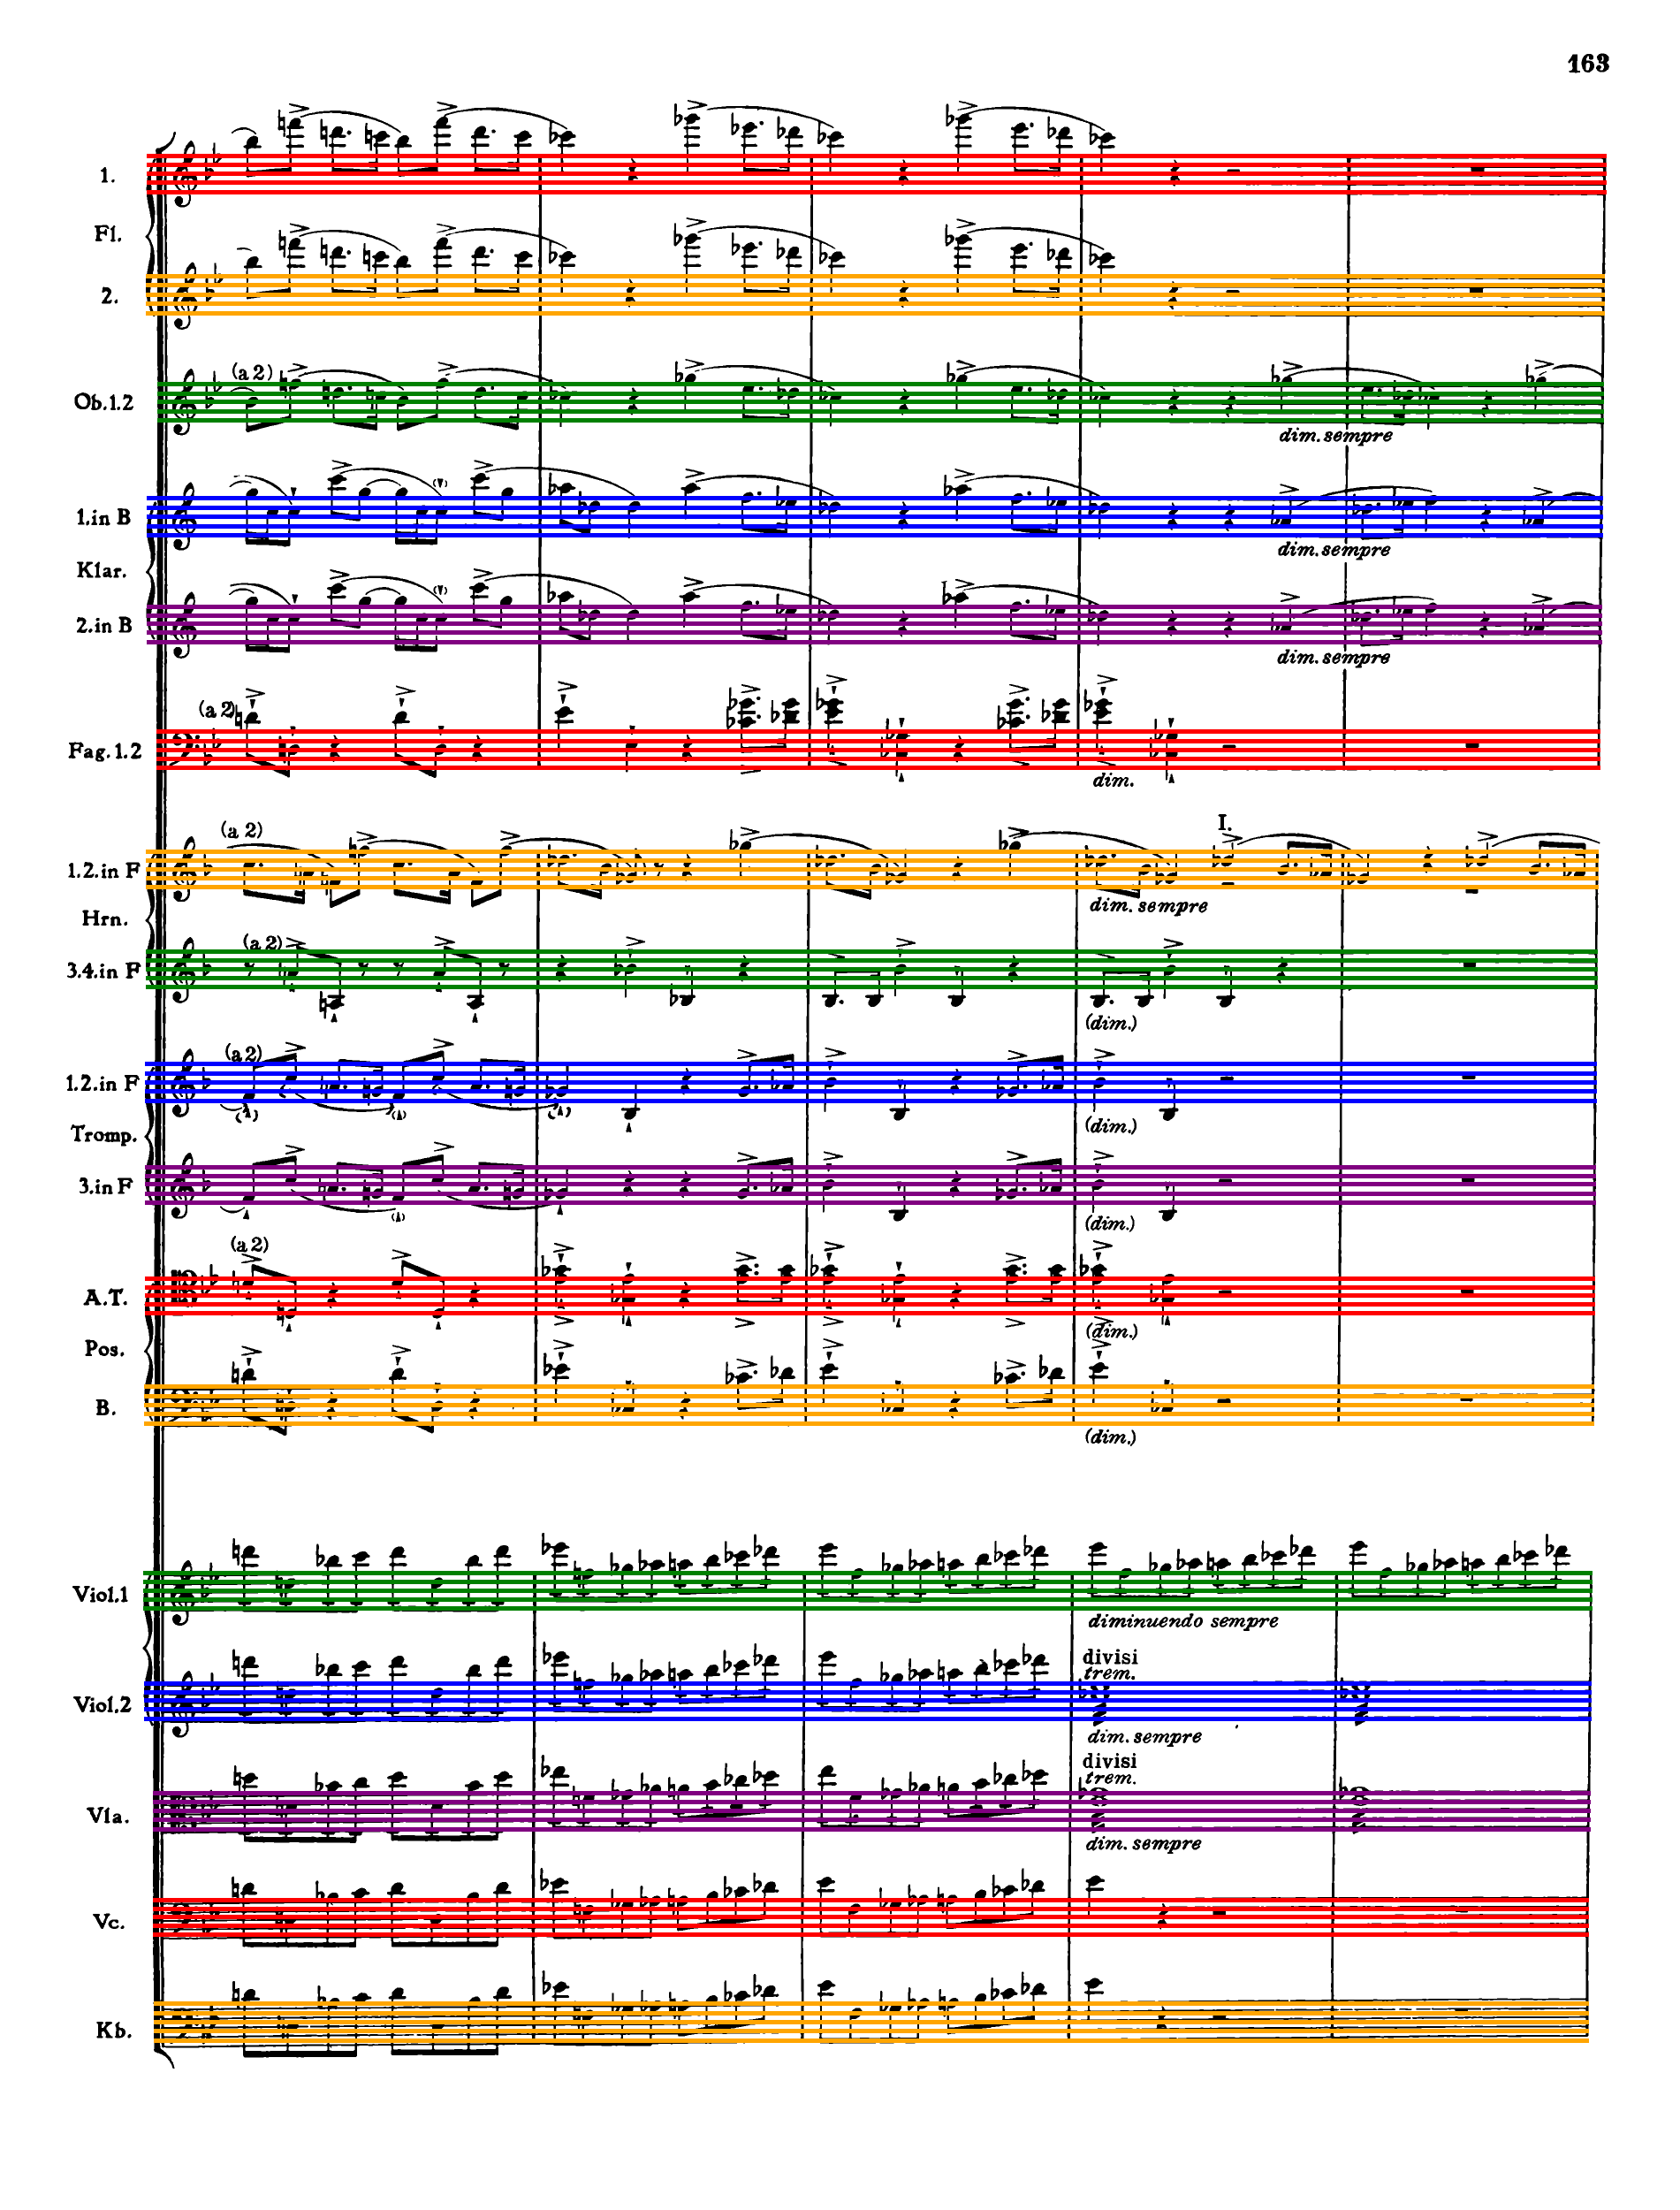 163
1.
Fl.
2.
(a 2)
Ob.1.2
dim. sempre
1.in B
dim. sempre
Klar.
2.in B
dim. sempre
(a 2)
Fag.1.2
dim.
I.
(a 2)
1.2.in F
dim. sempre
Hrn.
(a 2)
3.4.in F
(dim.)
(a 2)
1.2.in F
(dim.)
Tromp.
3.in F
(dim.)
(a 2)
A.T.
(dim.)
Pos.
B.
(dim.)
Viol.1
diminuendo sempre
divisi
trem.
Viol.2
dim. sempre
divisi
trem.
Vla.
dim. sempre
Vc.
Kb.